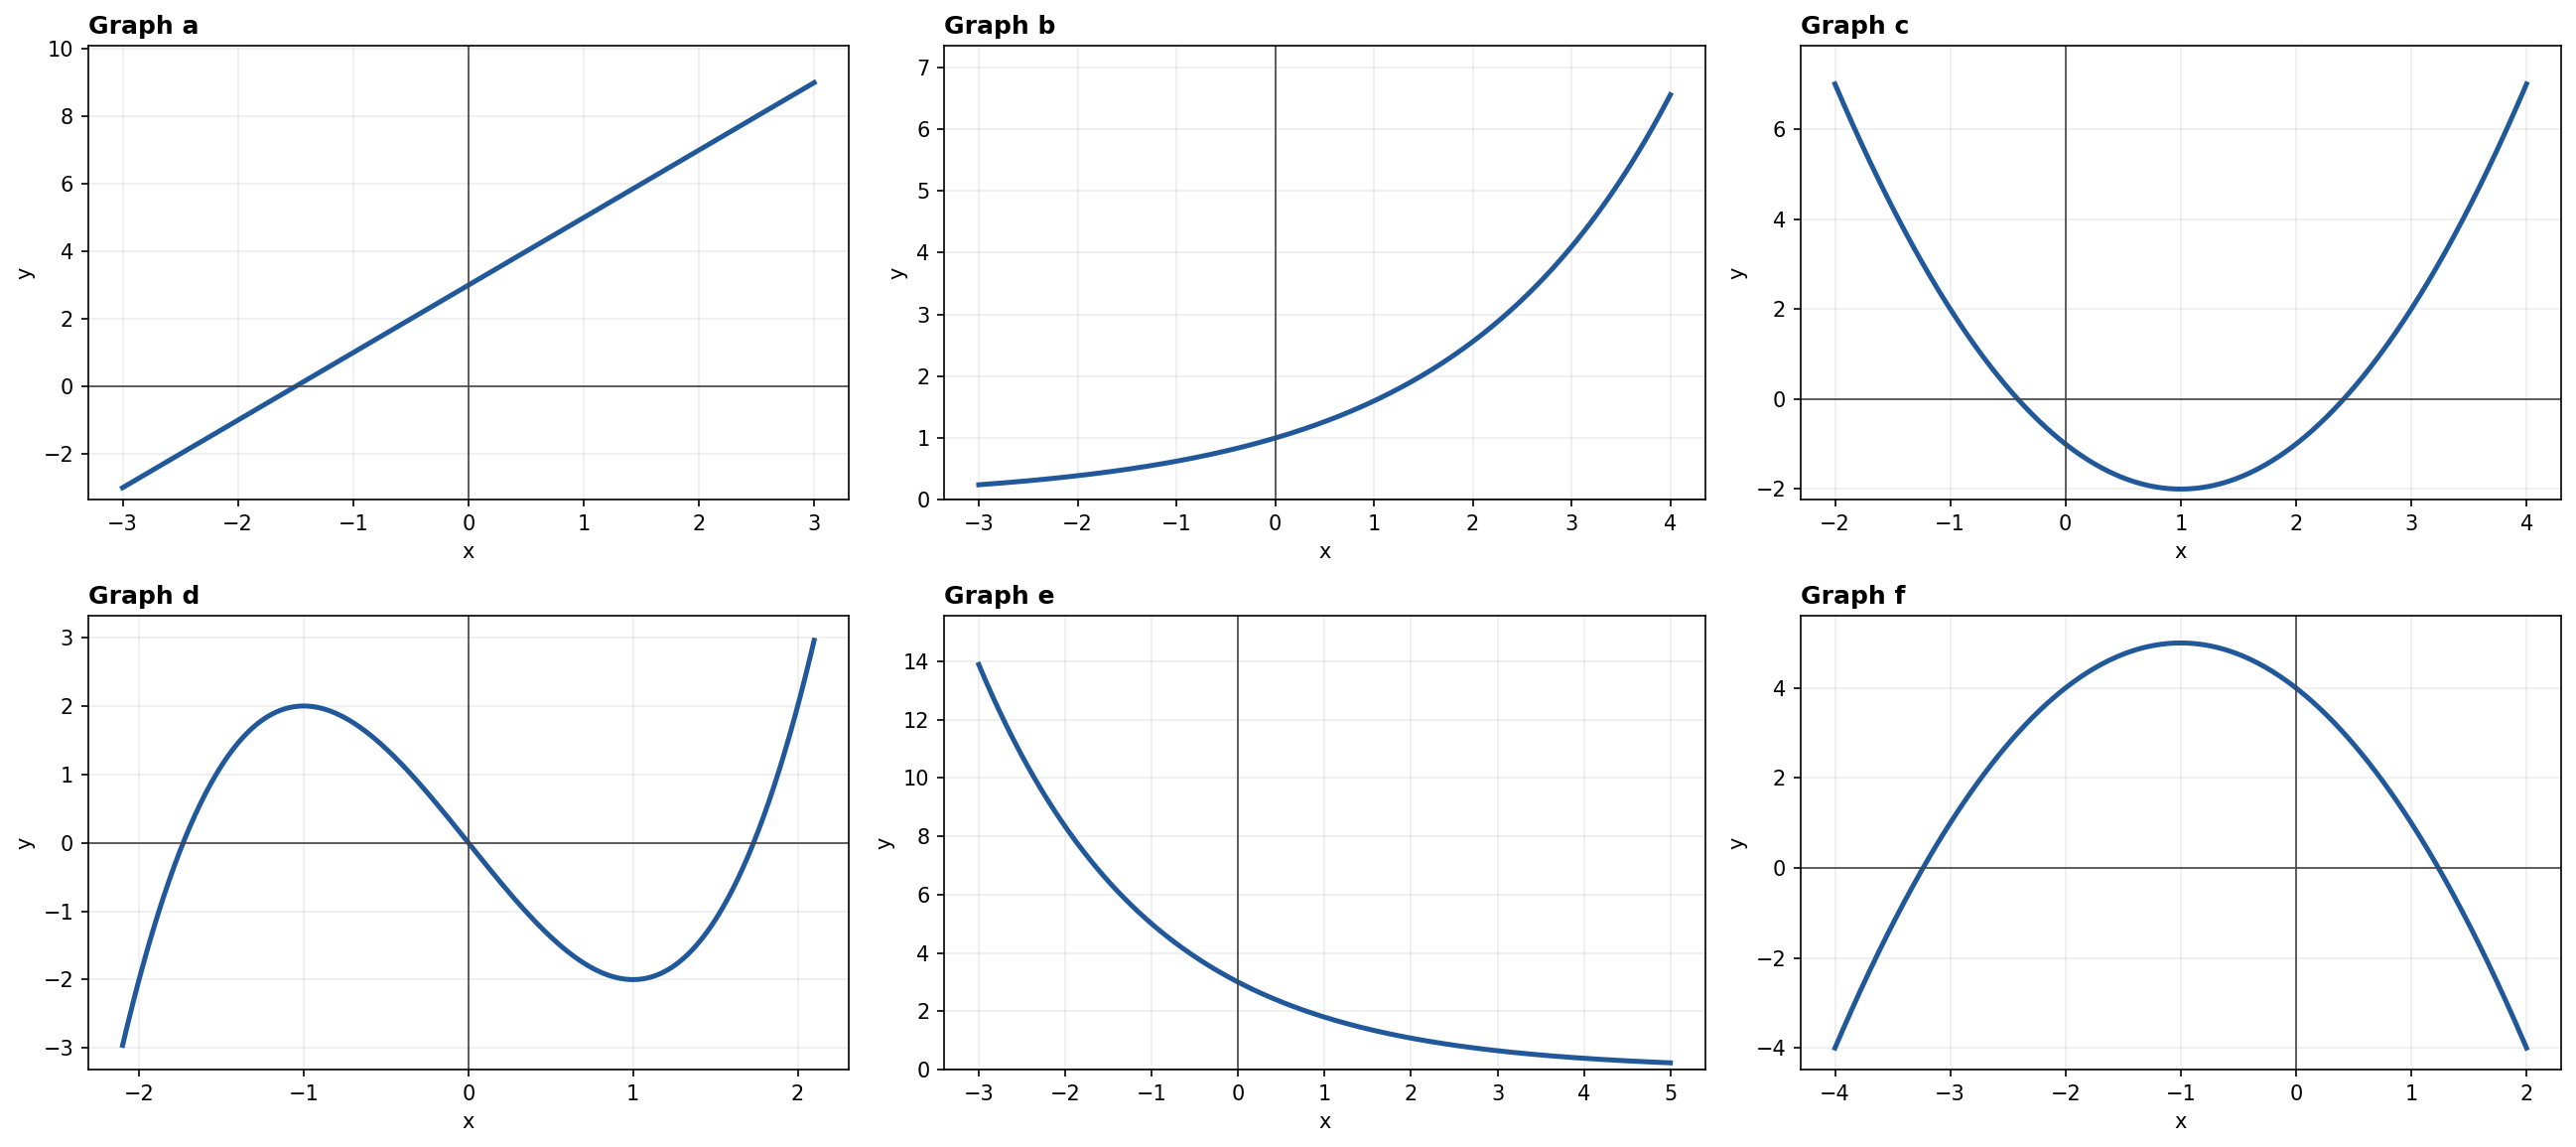 Graph a
10
8
6
4
2
0
−2
y
−3 −2 −1 0 1 2 3
x
Graph b
7
6
5
4
3
2
1
0
y
−3 −2 −1 0 1 2 3 4
x
Graph c
6
4
2
0
−2
y
−2 −1 0 1 2 3 4
x
Graph d
3
2
1
0
−1
−2
−3
y
−2 −1 0 1 2
x
Graph e
14
12
10
8
6
4
2
0
y
−3 −2 −1 0 1 2 3 4 5
x
Graph f
4
2
0
−2
−4
y
−4 −3 −2 −1 0 1 2
x